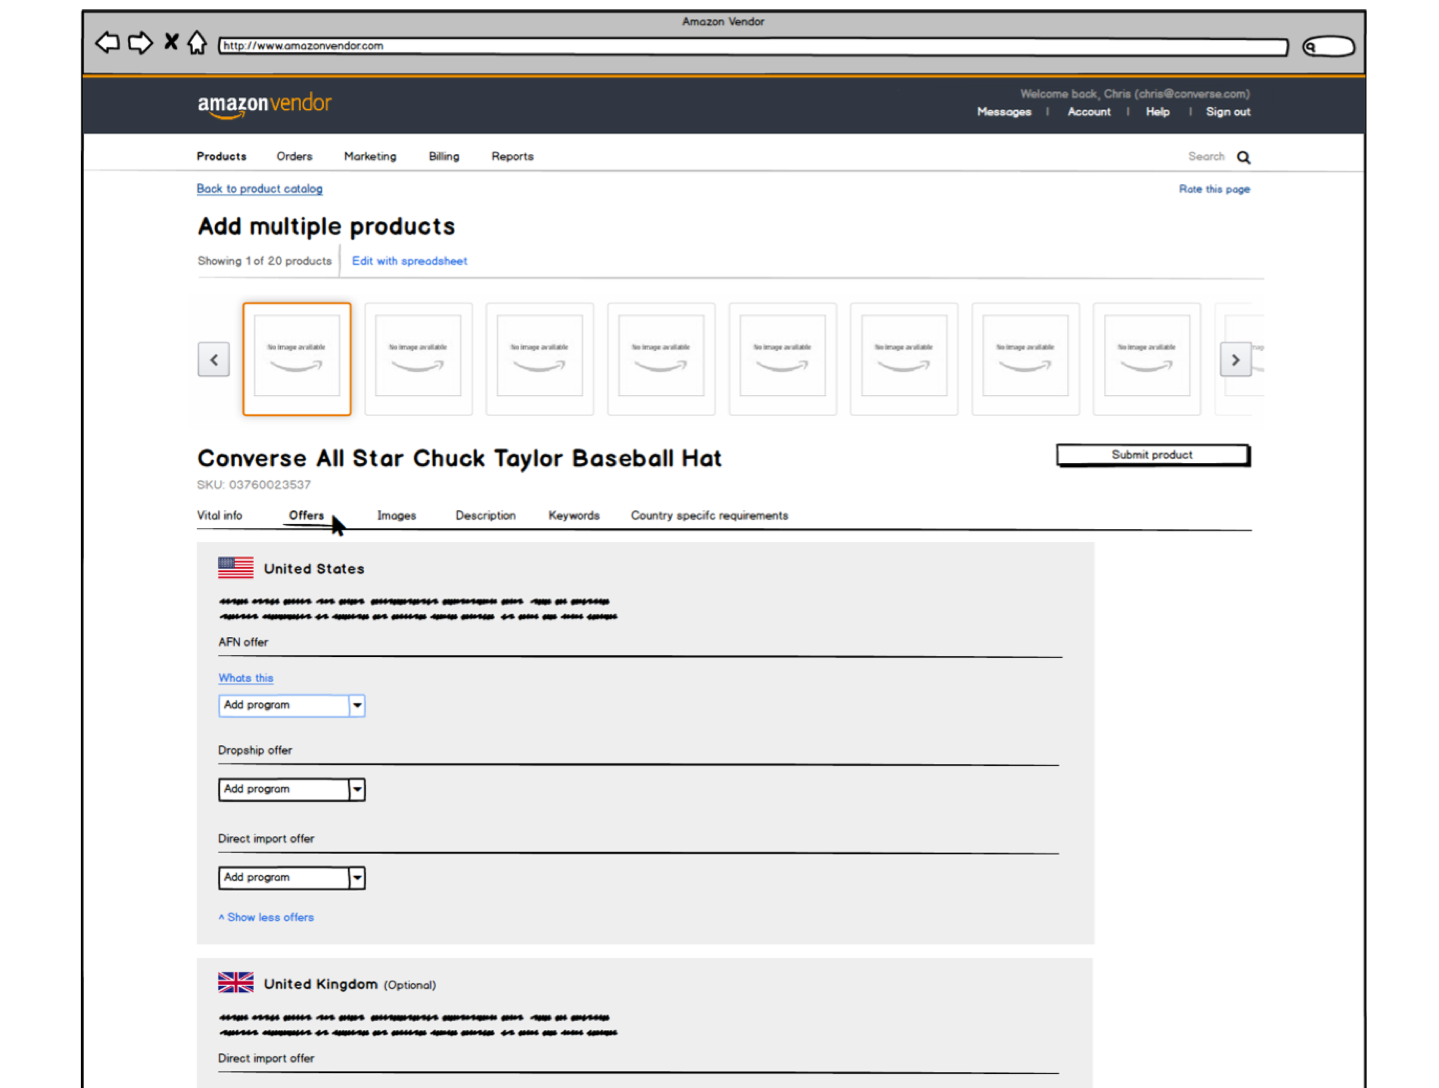 Amazon Vendor
http://www.amazonvendor.com
amazonvendor
Welcome back, Chris (chris@converse.com)
Messages | Account | Help | Sign out
Products Orders Marketing Billing Reports Search
Back to product catalog Rate this page
Add multiple products
Showing 1 of 20 products Edit with spreadsheet
No image available No image available No image available No image available No image available No image available No image available No image available
Converse All Star Chuck Taylor Baseball Hat Submit product
SKU: 03760023537
Vital info Offers Images Description Keywords Country specifc requirements
United States
AFN offer
Whats this
Add program
Dropship offer
Add program
Direct import offer
Add program
^ Show less offers
United Kingdom (Optional)
Direct import offer